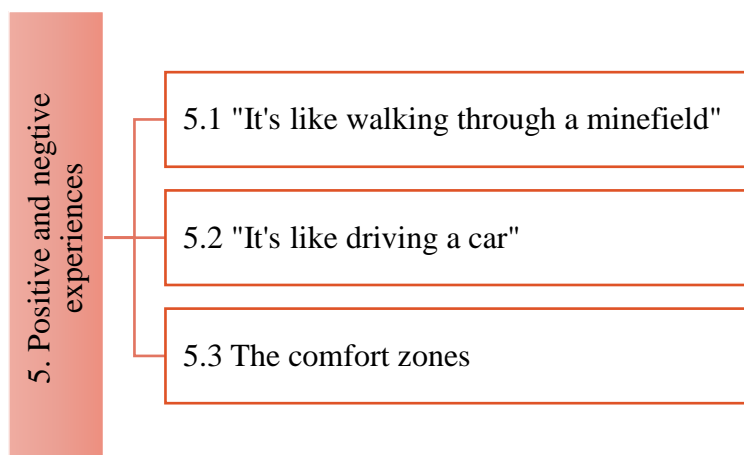 5. Positive and negtive
experiences
5.1 "It's like walking through a minefield"
5.2 "It's like driving a car"
5.3 The comfort zones